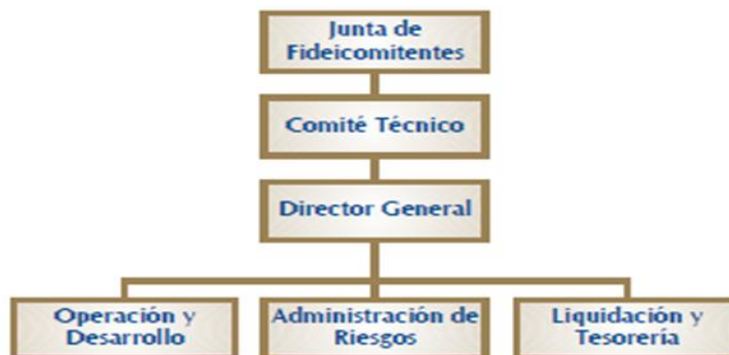 Junta de
Fideicomitentes
Comité Técnico
Director General
Operación y
Desarrollo
Administración de
Riesgos
Liquidación y
Tesorería